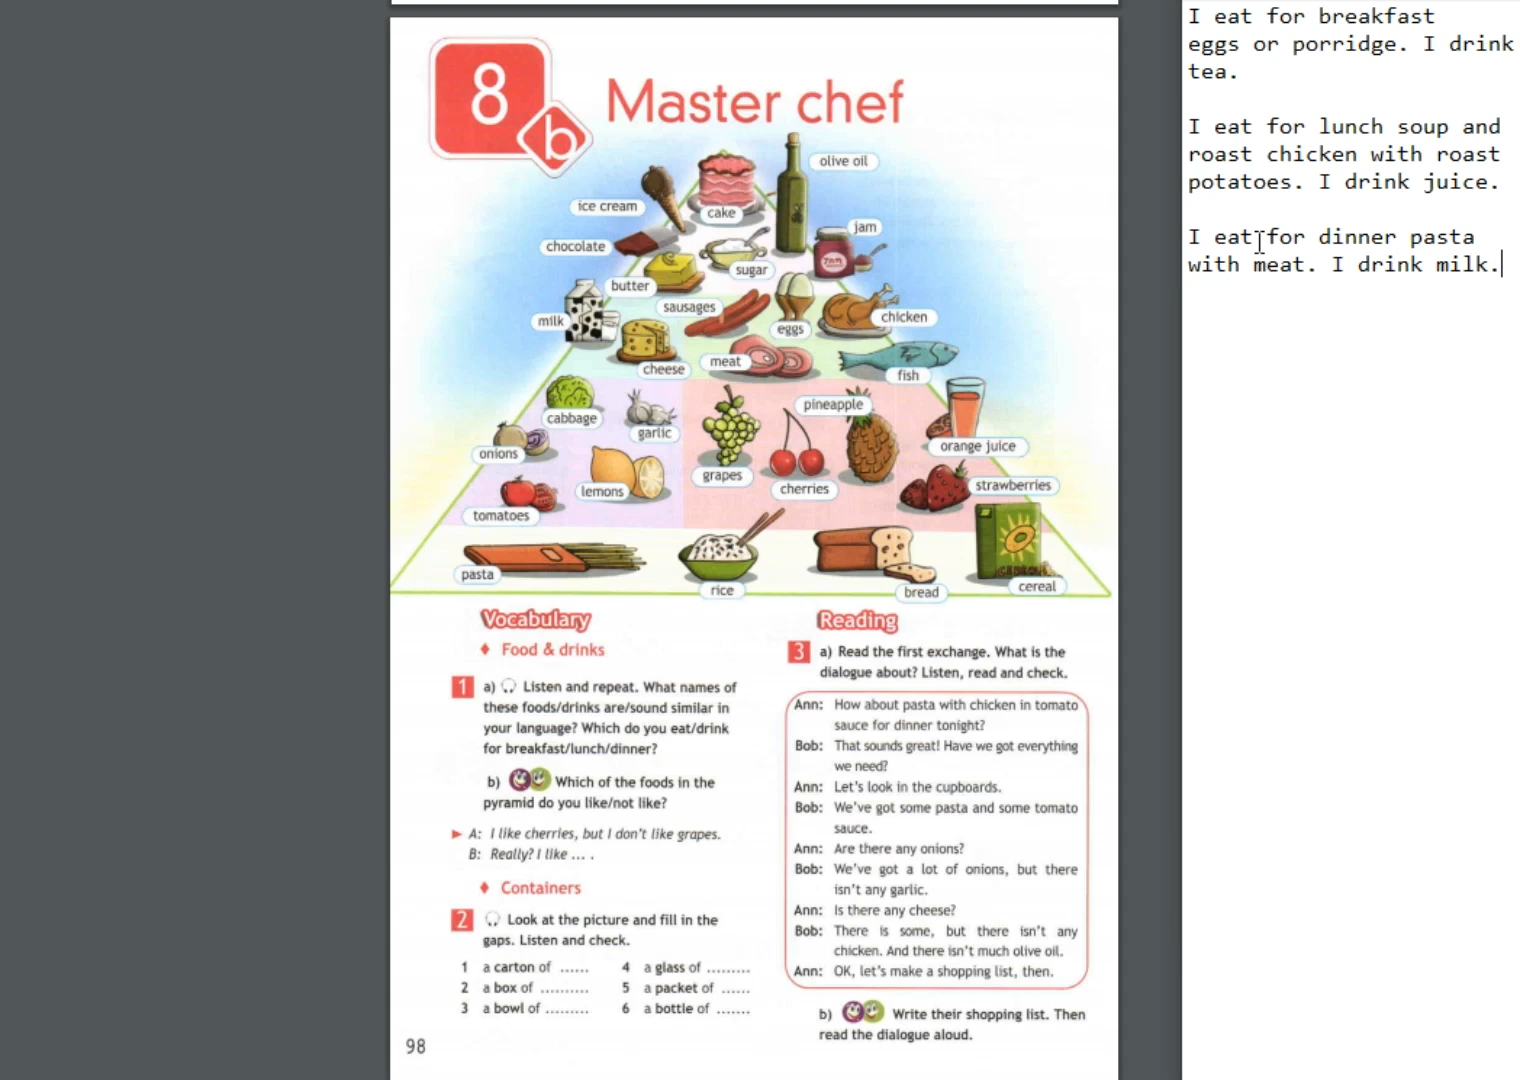 8
b
Master chef
olive oil
ice cream
cake
jam
chocolate
sugar
butter
sausages
milk
eggs
chicken
cheese
meat
fish
cabbage
pineapple
garlic
orange juice
onions
grapes
cherries
lemons
strawberries
tomatoes
pasta
rice
bread
cereal
Vocabulary
♦ Food & drinks
1 a) Listen and repeat. What names of
these foods/drinks are/sound similar in
your language? Which do you eat/drink
for breakfast/lunch/dinner?
b) Which of the foods in the
pyramid do you like/not like?
► A: I like cherries, but I don't like grapes.
B: Really? I like ... .
♦ Containers
2 Look at the picture and fill in the
gaps. Listen and check.
1 a carton of ......
2 a box of ..........
3 a bowl of .........
4 a glass of .........
5 a packet of ......
6 a bottle of .......
98
Reading
3 a) Read the first exchange. What is the
dialogue about? Listen, read and check.
Ann: How about pasta with chicken in tomato
sauce for dinner tonight?
Bob: That sounds great! Have we got everything
we need?
Ann: Let's look in the cupboards.
Bob: We've got some pasta and some tomato
sauce.
Ann: Are there any onions?
Bob: We've got a lot of onions, but there
isn't any garlic.
Ann: Is there any cheese?
Bob: There is some, but there isn't any
chicken. And there isn't much olive oil.
Ann: OK, let's make a shopping list, then.
b) Write their shopping list. Then
read the dialogue aloud.
I eat for breakfast
eggs or porridge. I drink
tea.
I eat for lunch soup and
roast chicken with roast
potatoes. I drink juice.
I eat for dinner pasta
with meat. I drink milk.